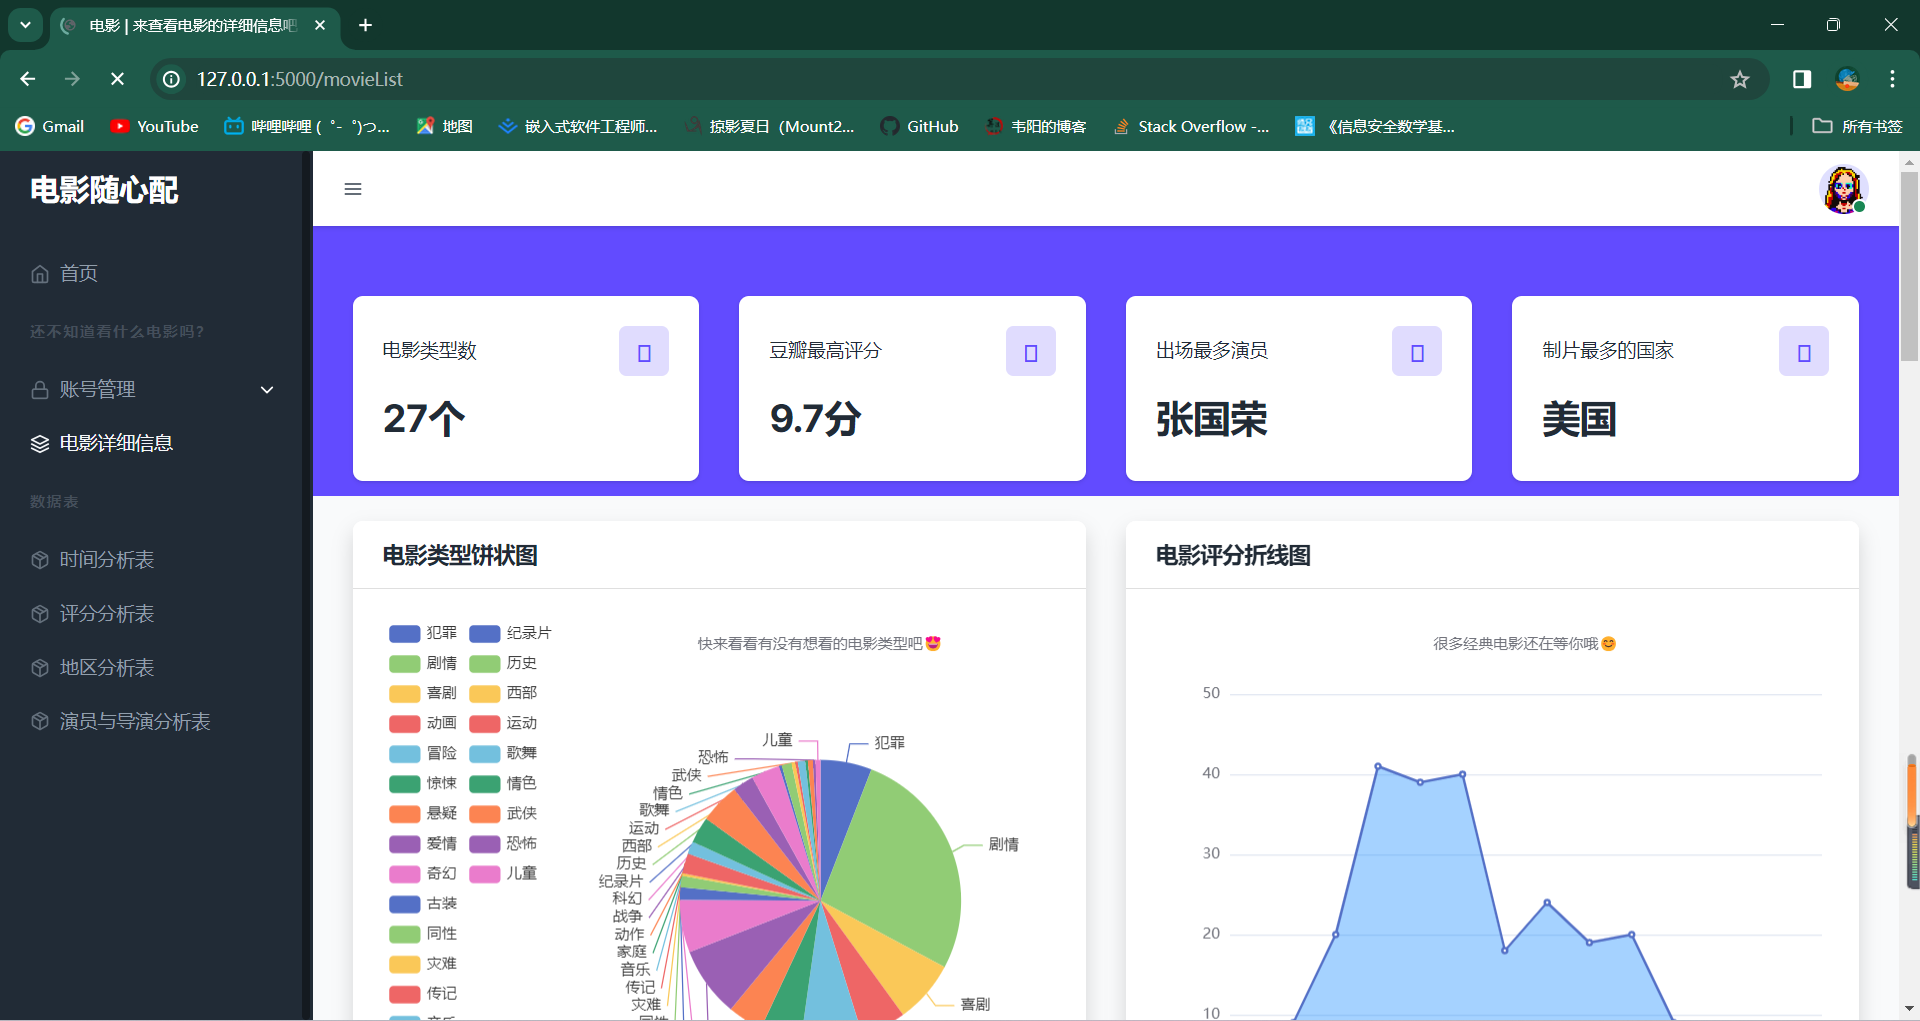 电影 | 来查看电影的详细信息吧
127.0.0.1:5000/movieList
Gmail
YouTube
哔哩哔哩 ( ゜- ゜)つ...
地图
嵌入式软件工程师...
掠影夏日（Mount2...
GitHub
韦阳的博客
Stack Overflow -...
《信息安全数学基...
所有书签
电影随心配
首页
还不知道看什么电影吗?
账号管理
电影详细信息
数据表
时间分析表
评分分析表
地区分析表
演员与导演分析表
电影类型数
27个
豆瓣最高评分
9.7分
出场最多演员
张国荣
制片最多的国家
美国
电影类型饼状图
犯罪 纪录片
剧情 历史
喜剧 西部
动画 运动
冒险 歌舞
惊悚 情色
悬疑 武侠
爱情 恐怖
奇幻 儿童
古装
同性
灾难
传记
音乐
快来看看有没有想看的电影类型吧😍
儿童
犯罪
恐怖
武侠
情色
歌舞
运动
西部
历史
剧情
纪录片
科幻
战争
动作
家庭
音乐
传记
灾难
喜剧
同性
电影评分折线图
很多经典电影还在等你哦😊
50
40
30
20
10